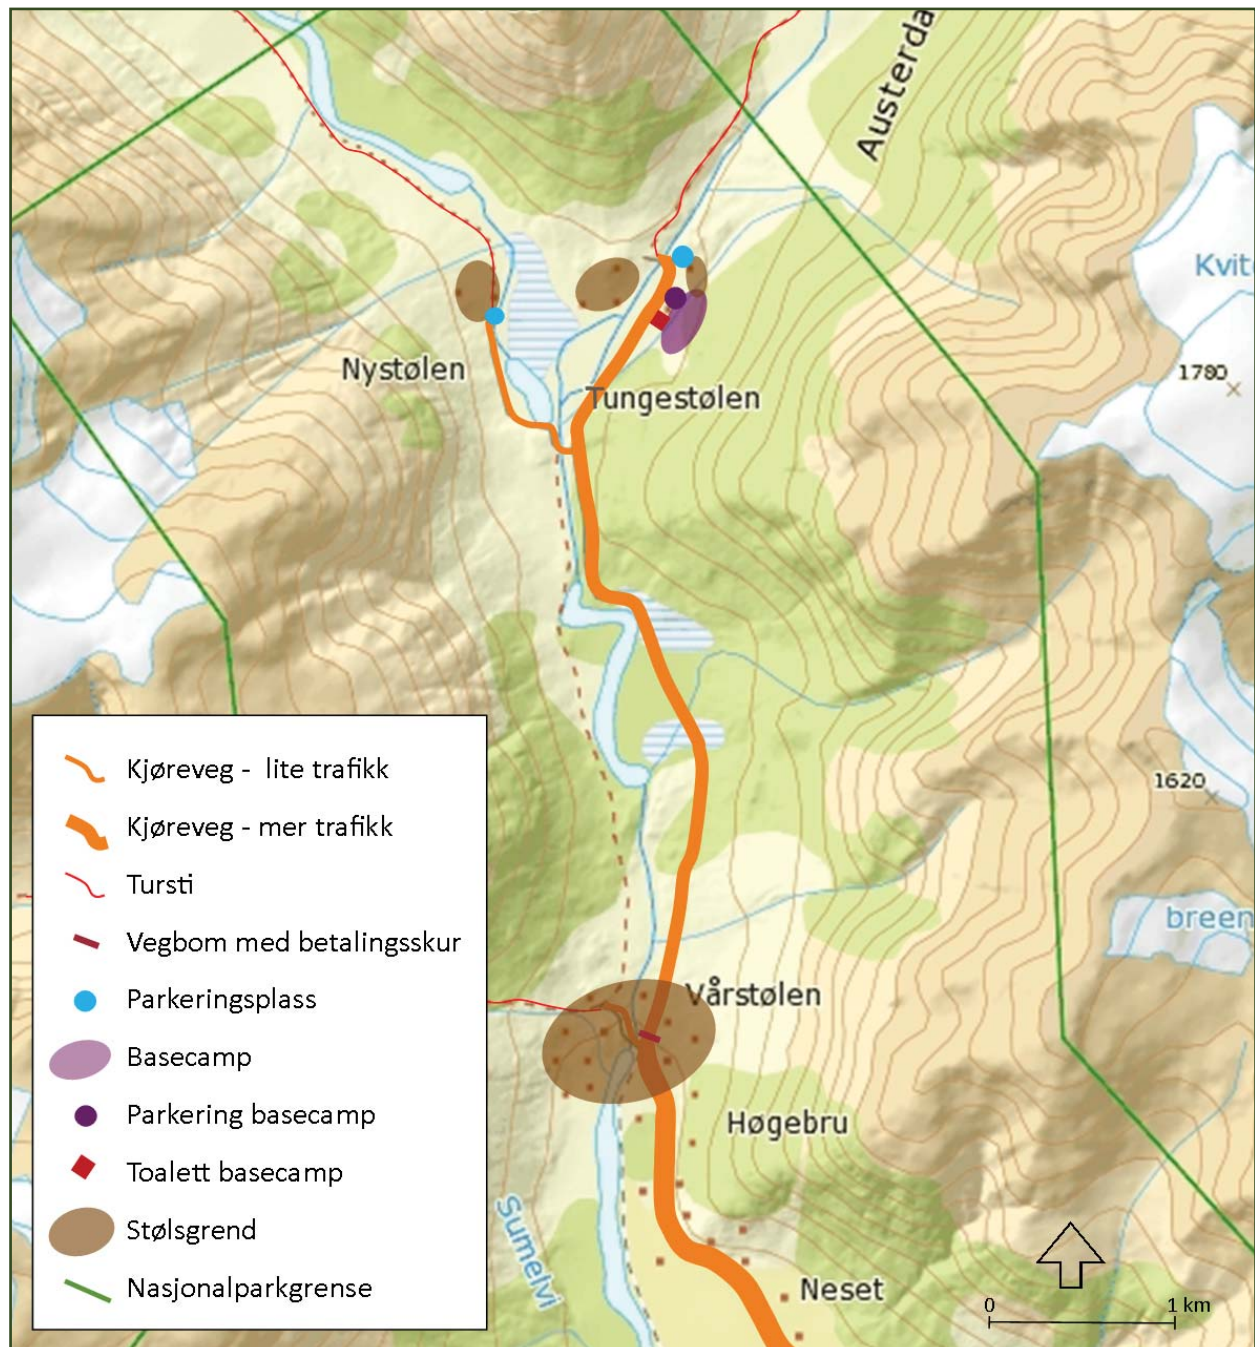 Austerda
Kvit
1780
Nystølen
Tungestølen
1620
breen
Vårstølen
Høgebru
Sumelvi
Neset
0 1 km
Kjøreveg - lite trafikk
Kjøreveg - mer trafikk
Tursti
Vegbom med betalingsskur
Parkeringsplass
Basecamp
Parkering basecamp
Toalett basecamp
Stølsgrend
Nasjonalparkgrense